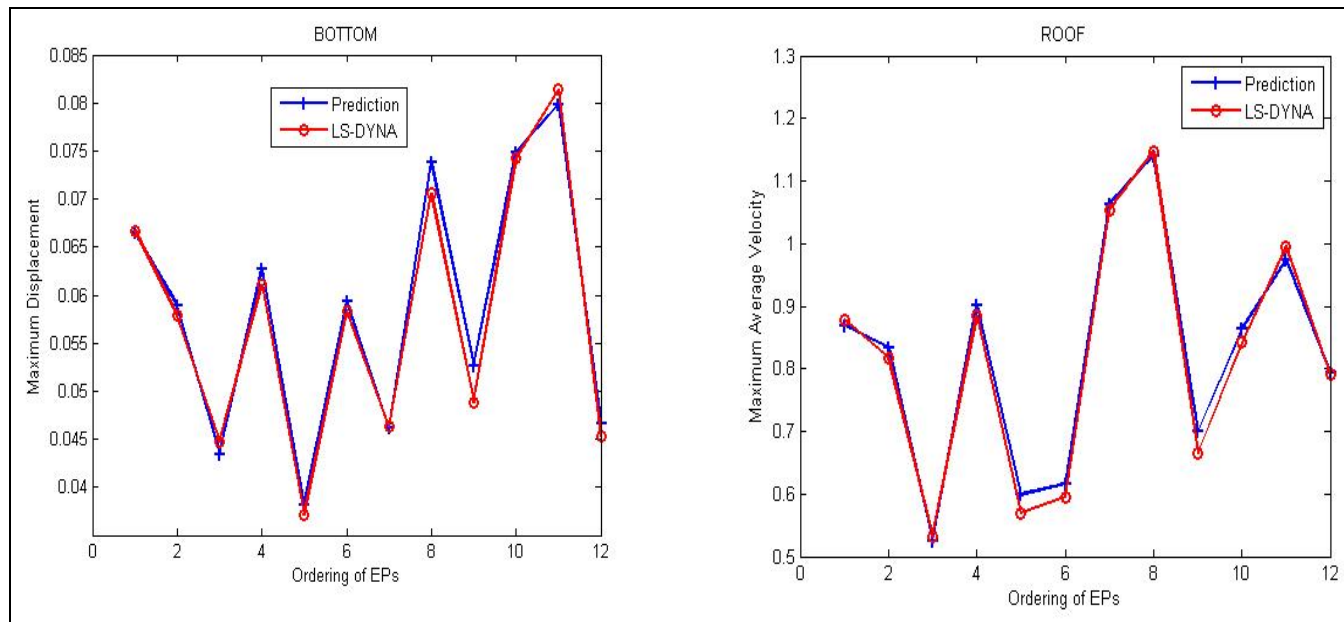 BOTTOM
0.085
0.08
0.075
0.07
0.065
0.06
0.055
0.05
0.045
0.04
Maximum Displacement
Prediction
LS-DYNA
0 2 4 6 8 10 12
Ordering of EPs
ROOF
1.3
1.2
1.1
1
0.9
0.8
0.7
0.6
0.5
Maximum Average Velocity
Prediction
LS-DYNA
0 2 4 6 8 10 12
Ordering of EPs